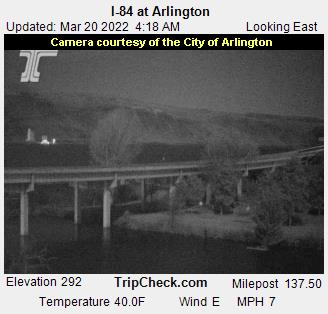 I-84 at Arlington
Updated: Mar 20 2022 4:18 AM Looking East
Camera courtesy of the City of Arlington
Elevation 292 TripCheck.com Milepost 137.50
Temperature 40.0F Wind E MPH 7